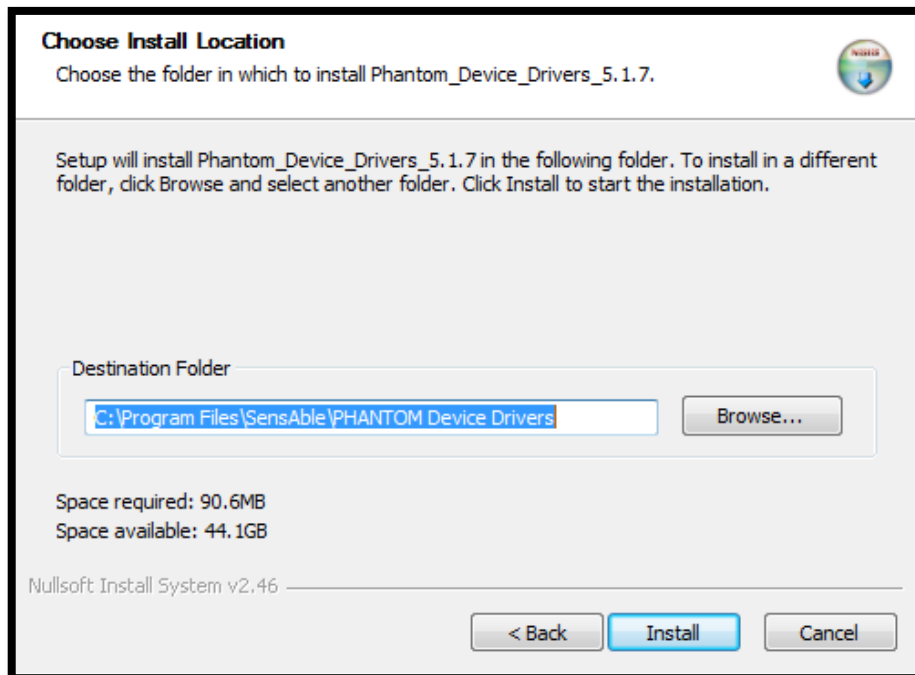 Choose Install Location
Choose the folder in which to install Phantom_Device_Drivers_5.1.7.
Setup will install Phantom_Device_Drivers_5.1.7 in the following folder. To install in a different
folder, click Browse and select another folder. Click Install to start the installation.
Destination Folder
C:\Program Files\SensAble\PHANTOM Device Drivers
Browse...
Space required: 90.6MB
Space available: 44.1GB
Nullsoft Install System v2.46
< Back
Install
Cancel